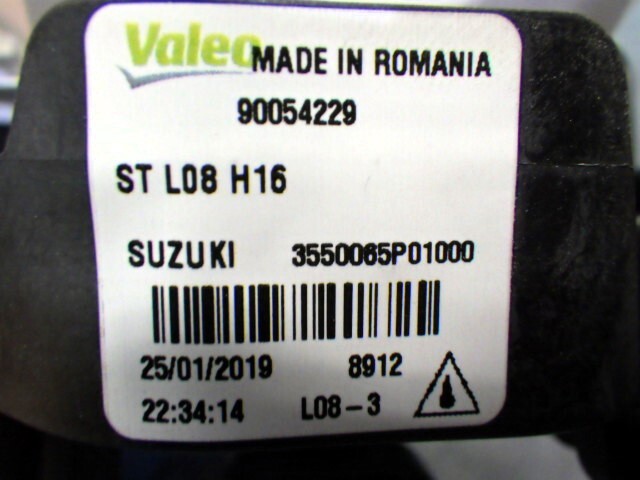 Valeo MADE IN ROMANIA
90054229
ST L08 H16
SUZUKI 3550065P01000
25/01/2019 8912
22:34:14 L08-3